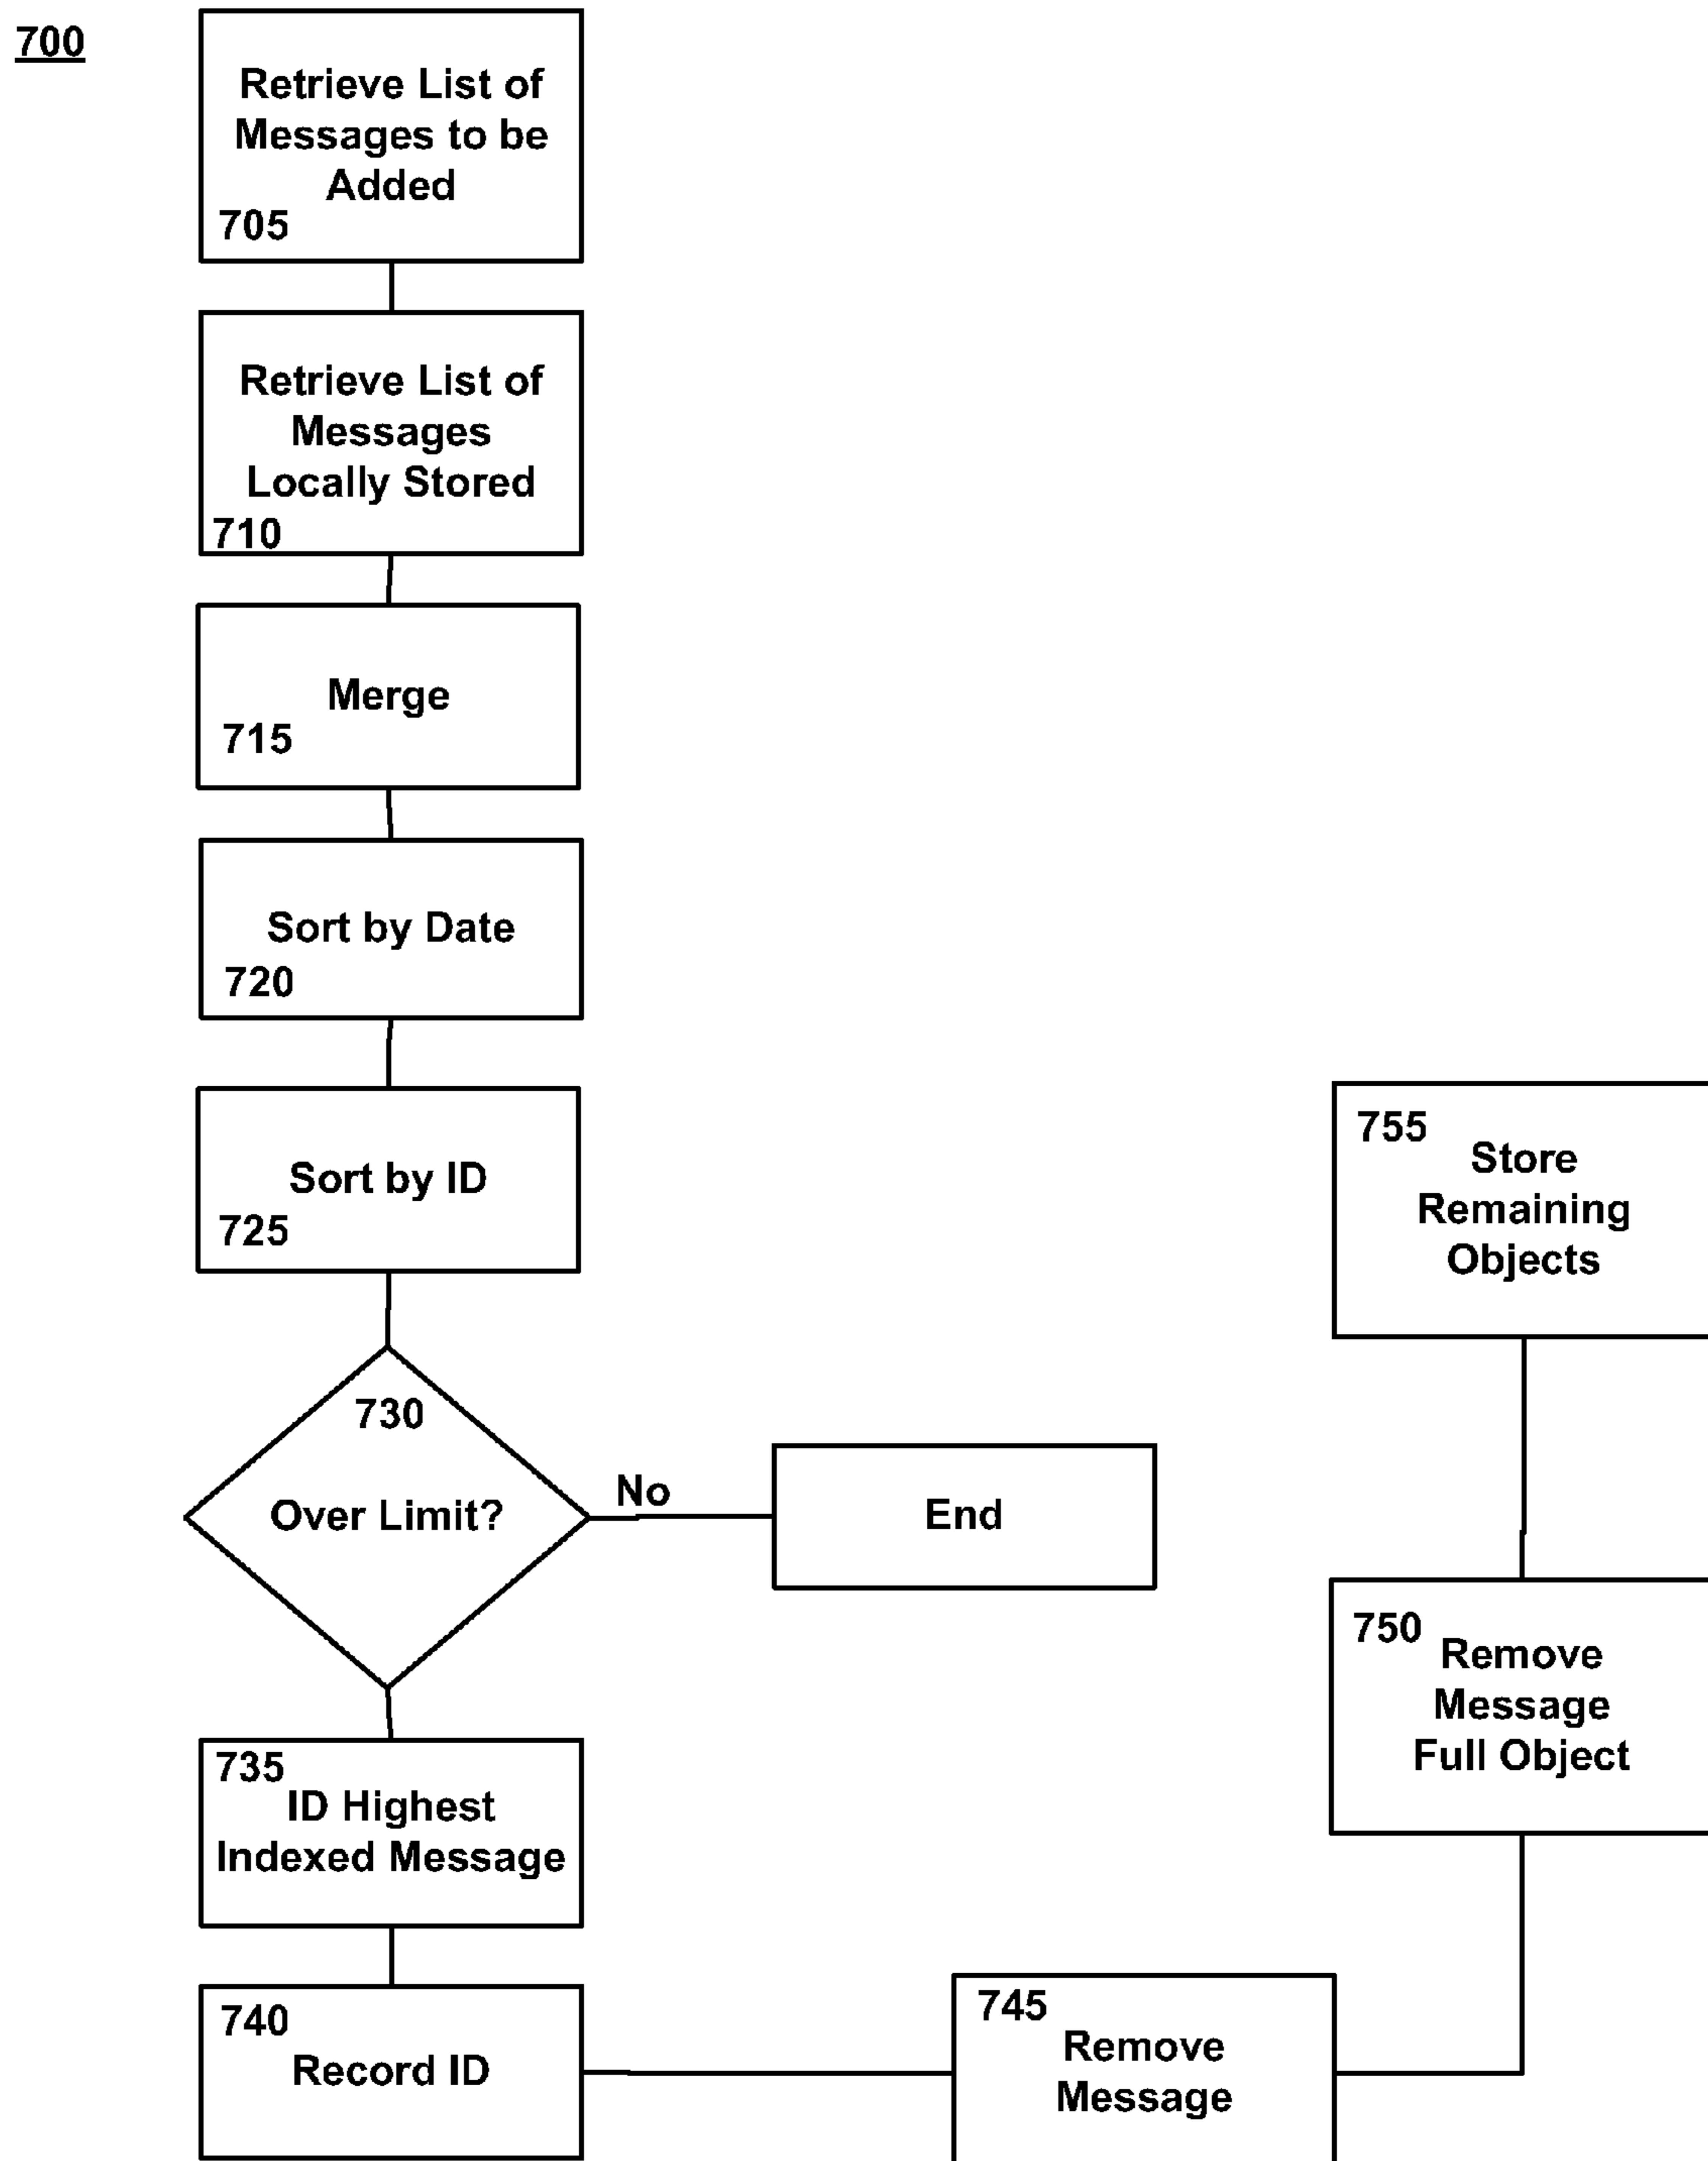 700
Retrieve List of
Messages to be
Added
705
Retrieve List of
Messages
Locally Stored
710
Merge
715
Sort by Date
720
Sort by ID
725
730
Over Limit?
No
End
735
ID Highest
Indexed Message
740
Record ID
745
Remove
Message
750
Remove
Message
Full Object
755
Store
Remaining
Objects